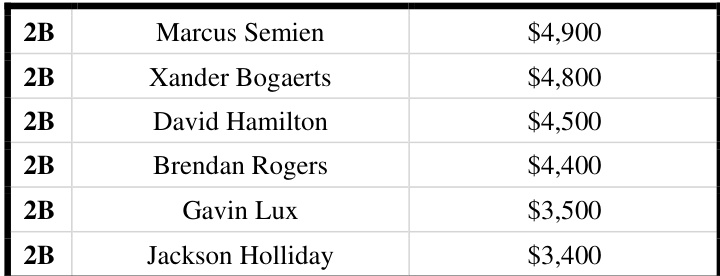 2B Marcus Semien $4,900
2B Xander Bogaerts $4,800
2B David Hamilton $4,500
2B Brendan Rogers $4,400
2B Gavin Lux $3,500
2B Jackson Holliday $3,400